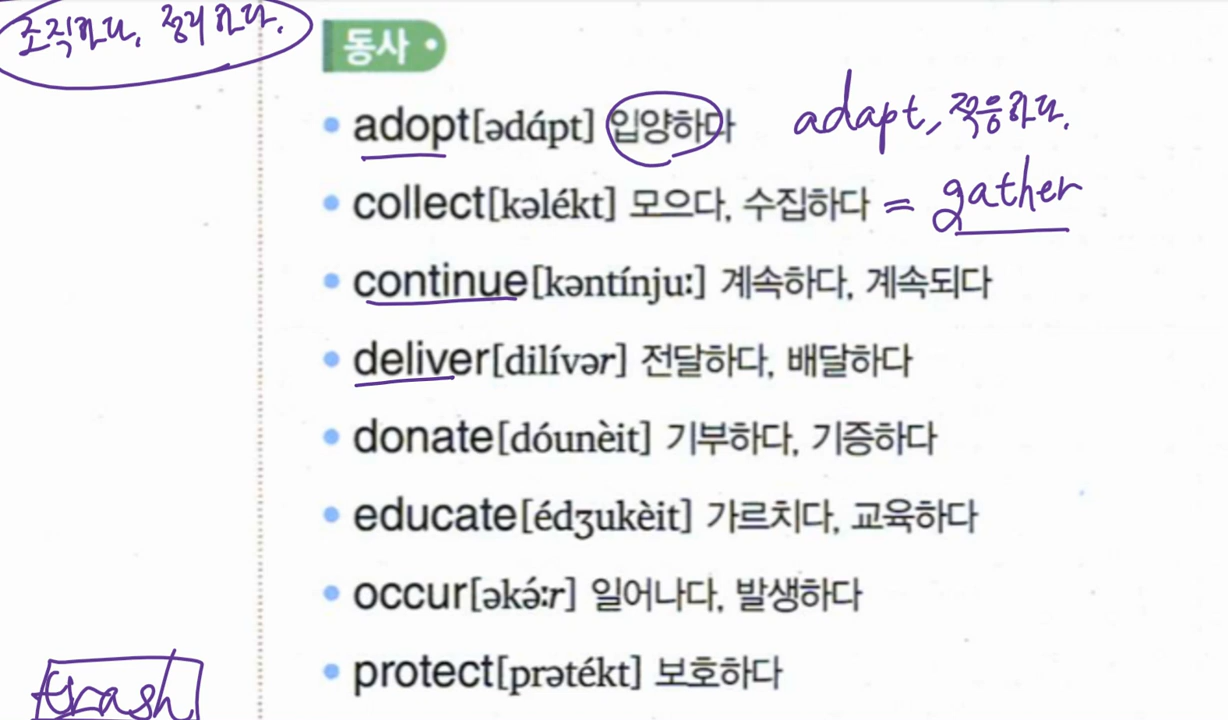 조직하다, 정리하다.
동사
adopt[ədápt] 입양하다 adapt, 적응하다.
collect[kəlékt] 모으다, 수집하다 = gather
continue[kəntínjuː] 계속하다, 계속되다
deliver[dilívər] 전달하다, 배달하다
donate[dóunèit] 기부하다, 기증하다
educate[édʒukèit] 가르치다, 교육하다
occur[əkə́ːr] 일어나다, 발생하다
protect[prətékt] 보호하다
trash